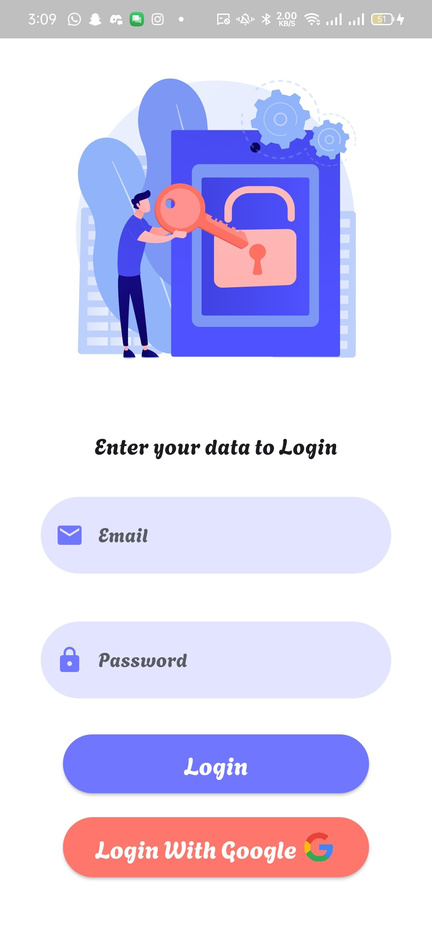 3:09
2.00
KB/S
51
Enter your data to Login
Email
Password
Login
Login With Google